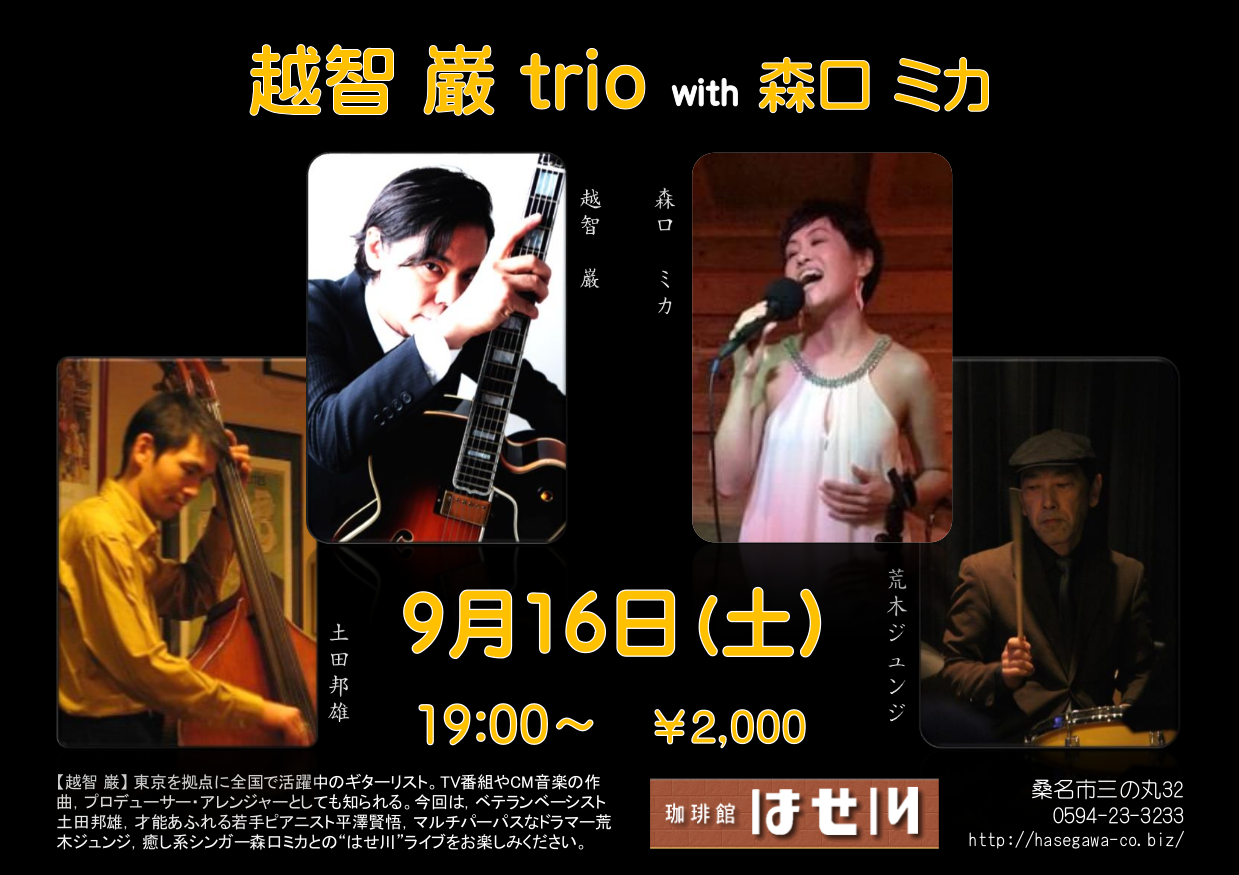 越智 巌 trio with 森口 ミカ
越智 巌
森口 ミカ
土田邦雄
荒木ジュンジ
9月16日(土)
19:00～ ￥2,000
【越智 巌】 東京を拠点に全国で活躍中のギターリスト。TV番組やCM音楽の作
曲, プロデューサー・アレンジャーとしても知られる。今回は, ベテランベーシスト
土田邦雄, 才能あふれる若手ピアニスト平澤賢悟, マルチパーパスなドラマー荒
木ジュンジ, 癒し系シンガー森口ミカとの“はせ川”ライブをお楽しみください。
珈琲館 はせ川
桑名市三の丸32
0594-23-3233
http://hasegawa-co.biz/